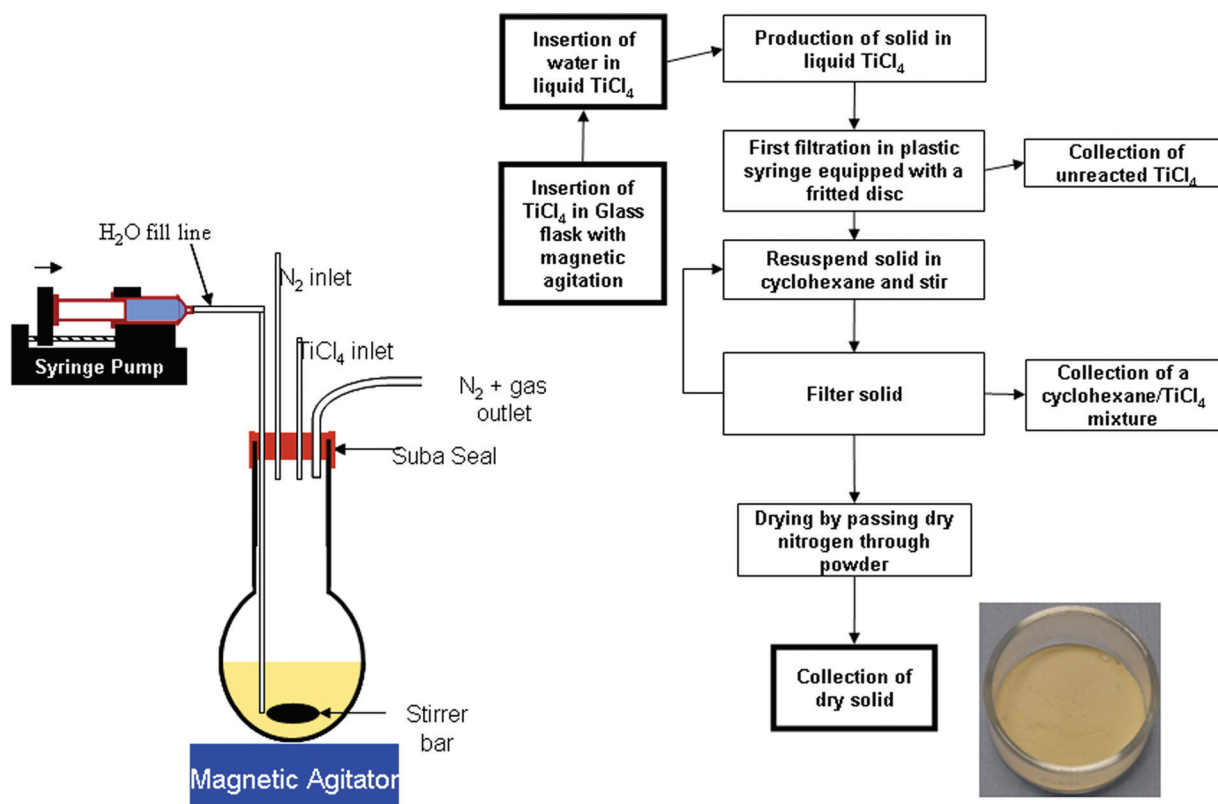 H₂O fill line
N₂ inlet
TiCl₄ inlet
N₂ + gas
outlet
Syringe Pump
Suba Seal
Stirrer
bar
Magnetic Agitator
Insertion of
water in
liquid TiCl₄
Insertion of
TiCl₄ in Glass
flask with
magnetic
agitation
Production of solid in
liquid TiCl₄
First filtration in plastic
syringe equipped with a
fritted disc
Collection of
unreacted TiCl₄
Resuspend solid in
cyclohexane and stir
Filter solid
Collection of a
cyclohexane/TiCl₄
mixture
Drying by passing dry
nitrogen through
powder
Collection of
dry solid